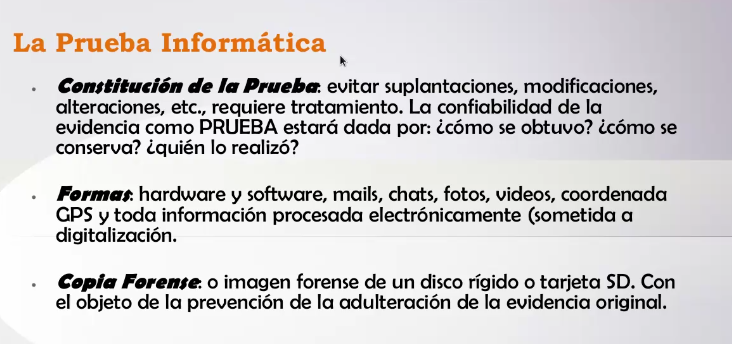 La Prueba Informática
• Constitución de la Prueba: evitar suplantaciones, modificaciones,
alteraciones, etc., requiere tratamiento. La confiabilidad de la
evidencia como PRUEBA estará dada por: ¿cómo se obtuvo? ¿cómo se
conserva? ¿quién lo realizó?
• Formas: hardware y software, mails, chats, fotos, videos, coordenada
GPS y toda información procesada electrónicamente (sometida a
digitalización.
• Copia Forense: o imagen forense de un disco rígido o tarjeta SD. Con
el objeto de la prevención de la adulteración de la evidencia original.